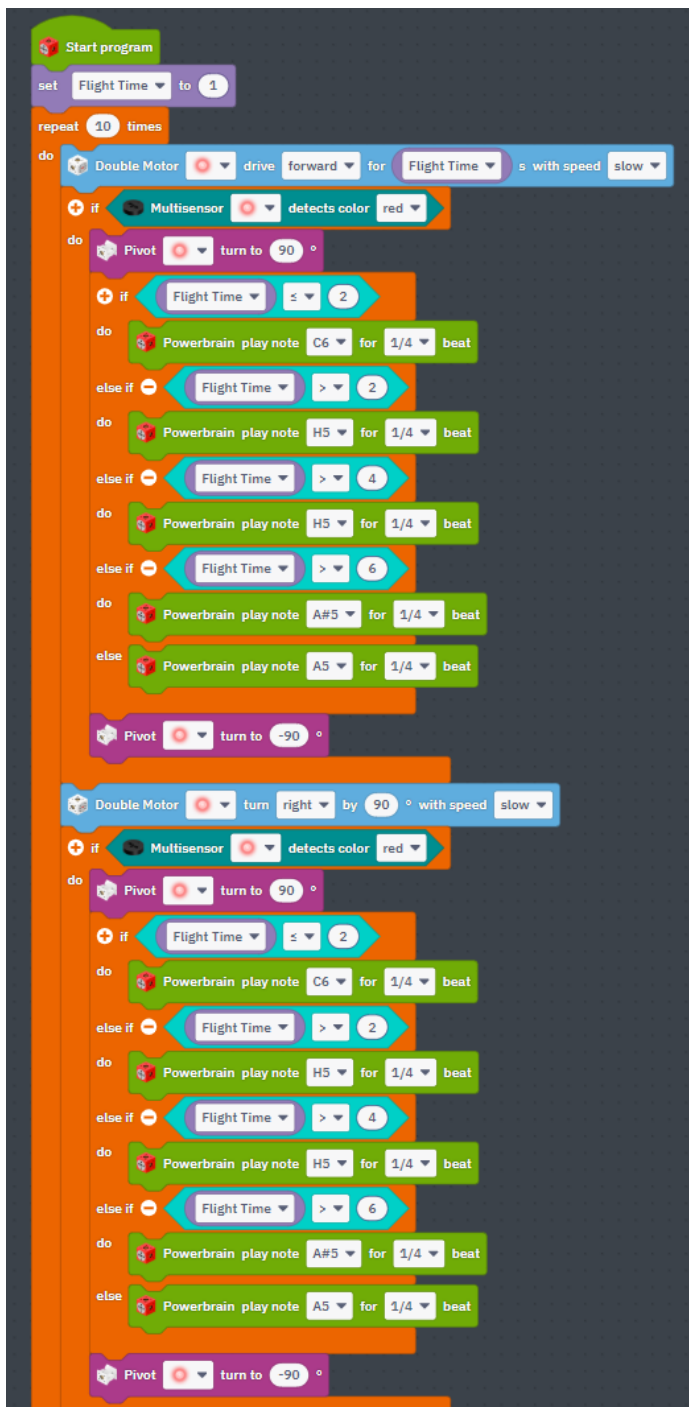 Start program
set Flight Time to 1
repeat 10 times
do Double Motor drive forward for Flight Time s with speed slow
if Multisensor detects color red
do Pivot turn to 90 °
if Flight Time ≤ 2
do Powerbrain play note C6 for 1/4 beat
else if Flight Time > 2
do Powerbrain play note H5 for 1/4 beat
else if Flight Time > 4
do Powerbrain play note H5 for 1/4 beat
else if Flight Time > 6
do Powerbrain play note A#5 for 1/4 beat
else Powerbrain play note A5 for 1/4 beat
Pivot turn to -90 °
Double Motor turn right by 90 ° with speed slow
if Multisensor detects color red
do Pivot turn to 90 °
if Flight Time ≤ 2
do Powerbrain play note C6 for 1/4 beat
else if Flight Time > 2
do Powerbrain play note H5 for 1/4 beat
else if Flight Time > 4
do Powerbrain play note H5 for 1/4 beat
else if Flight Time > 6
do Powerbrain play note A#5 for 1/4 beat
else Powerbrain play note A5 for 1/4 beat
Pivot turn to -90 °